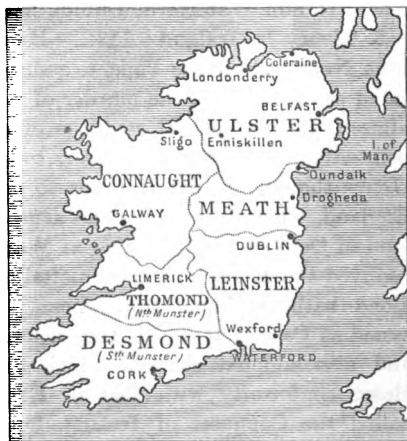 Coleraine
Londonderry
BELFAST
ULSTER
Sligo
Enniskillen
I. of
Man
Dundalk
CONNAUGHT
MEATH
Drogheda
GALWAY
DUBLIN
LIMERICK
LEINSTER
THOMOND
(Nth Munster)
Wexford
DESMOND
(Sth Munster)
WATERFORD
CORK